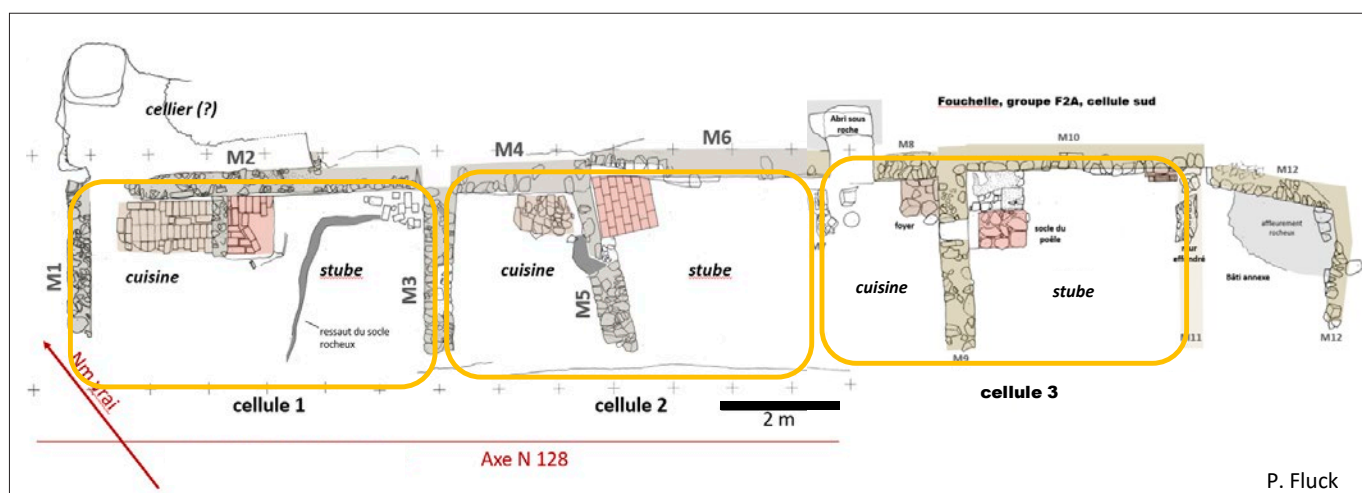 cellier (?)
Fouchelle, groupe F2A, cellule sud
Abri sous
roche
M2
M4
M6
M8
M10
M12
foyer
socle du
poêle
mur
effondré
affleurement
rocheux
Bâti annexe
M1
cuisine
stube
M3
cuisine
M5
stube
cuisine
stube
ressaut du socle
rocheux
M9
M11
M12
cellule 1
cellule 2
cellule 3
2 m
Axe N 128
P. Fluck